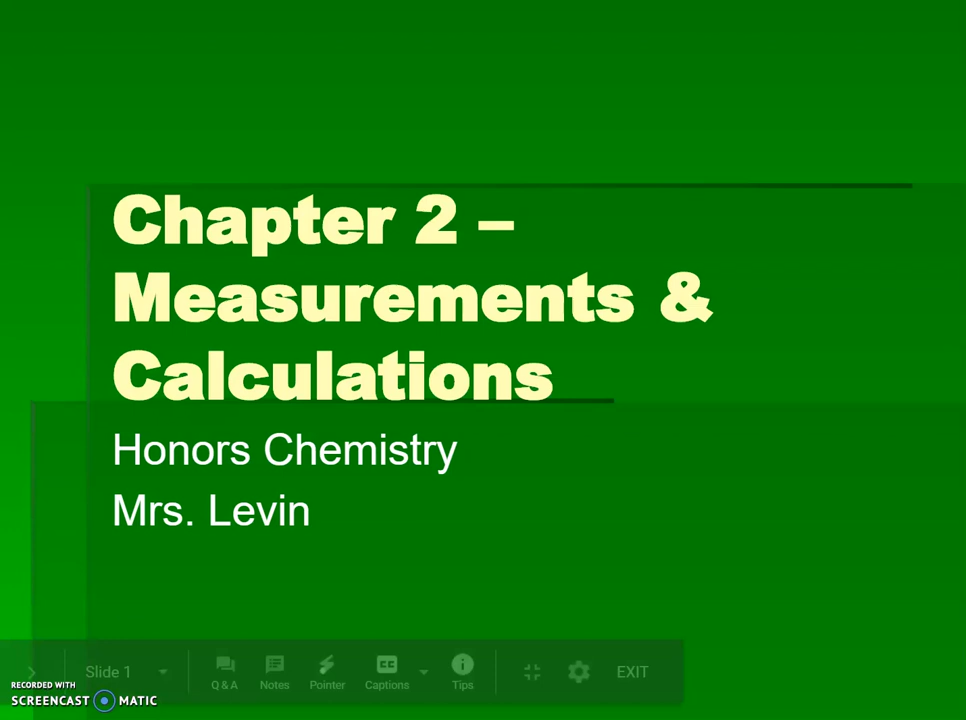 Chapter 2 –
Measurements &
Calculations
Honors Chemistry
Mrs. Levin
Slide 1
Q & A
Notes
Pointer
CC
Captions
Tips
EXIT
RECORDED WITH
SCREENCAST MATIC